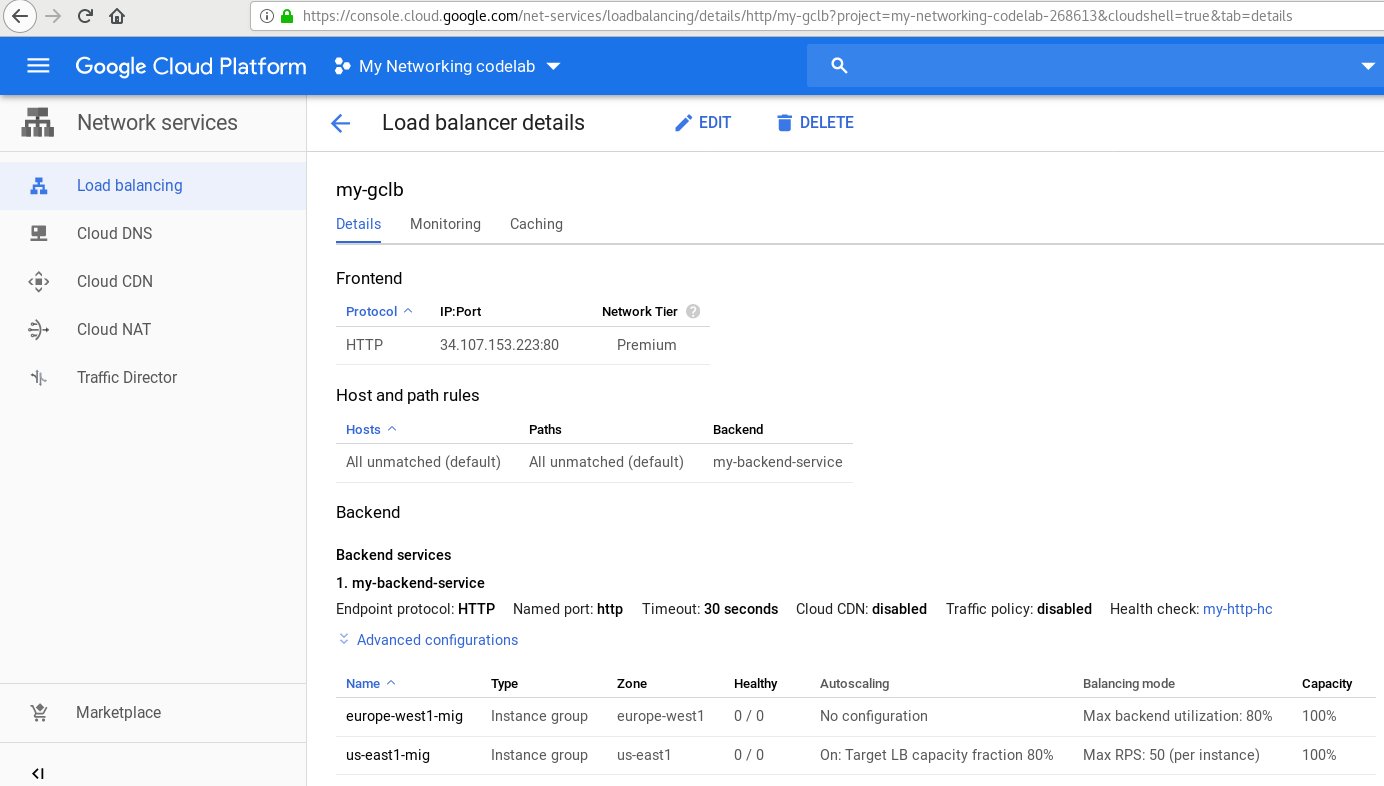 https://console.cloud.google.com/net-services/loadbalancing/details/http/my-gclb?project=my-networking-codelab-268613&cloudshell=true&tab=details
Google Cloud Platform My Networking codelab
Network services
Load balancer details EDIT DELETE
Load balancing
Cloud DNS
Cloud CDN
Cloud NAT
Traffic Director
Marketplace
my-gclb
Details Monitoring Caching
Frontend
Protocol IP:Port Network Tier ?
HTTP 34.107.153.223:80 Premium
Host and path rules
Hosts Paths Backend
All unmatched (default) All unmatched (default) my-backend-service
Backend
Backend services
1. my-backend-service
Endpoint protocol: HTTP Named port: http Timeout: 30 seconds Cloud CDN: disabled Traffic policy: disabled Health check: my-http-hc
Advanced configurations
Name Type Zone Healthy Autoscaling Balancing mode Capacity
europe-west1-mig Instance group europe-west1 0 / 0 No configuration Max backend utilization: 80% 100%
us-east1-mig Instance group us-east1 0 / 0 On: Target LB capacity fraction 80% Max RPS: 50 (per instance) 100%